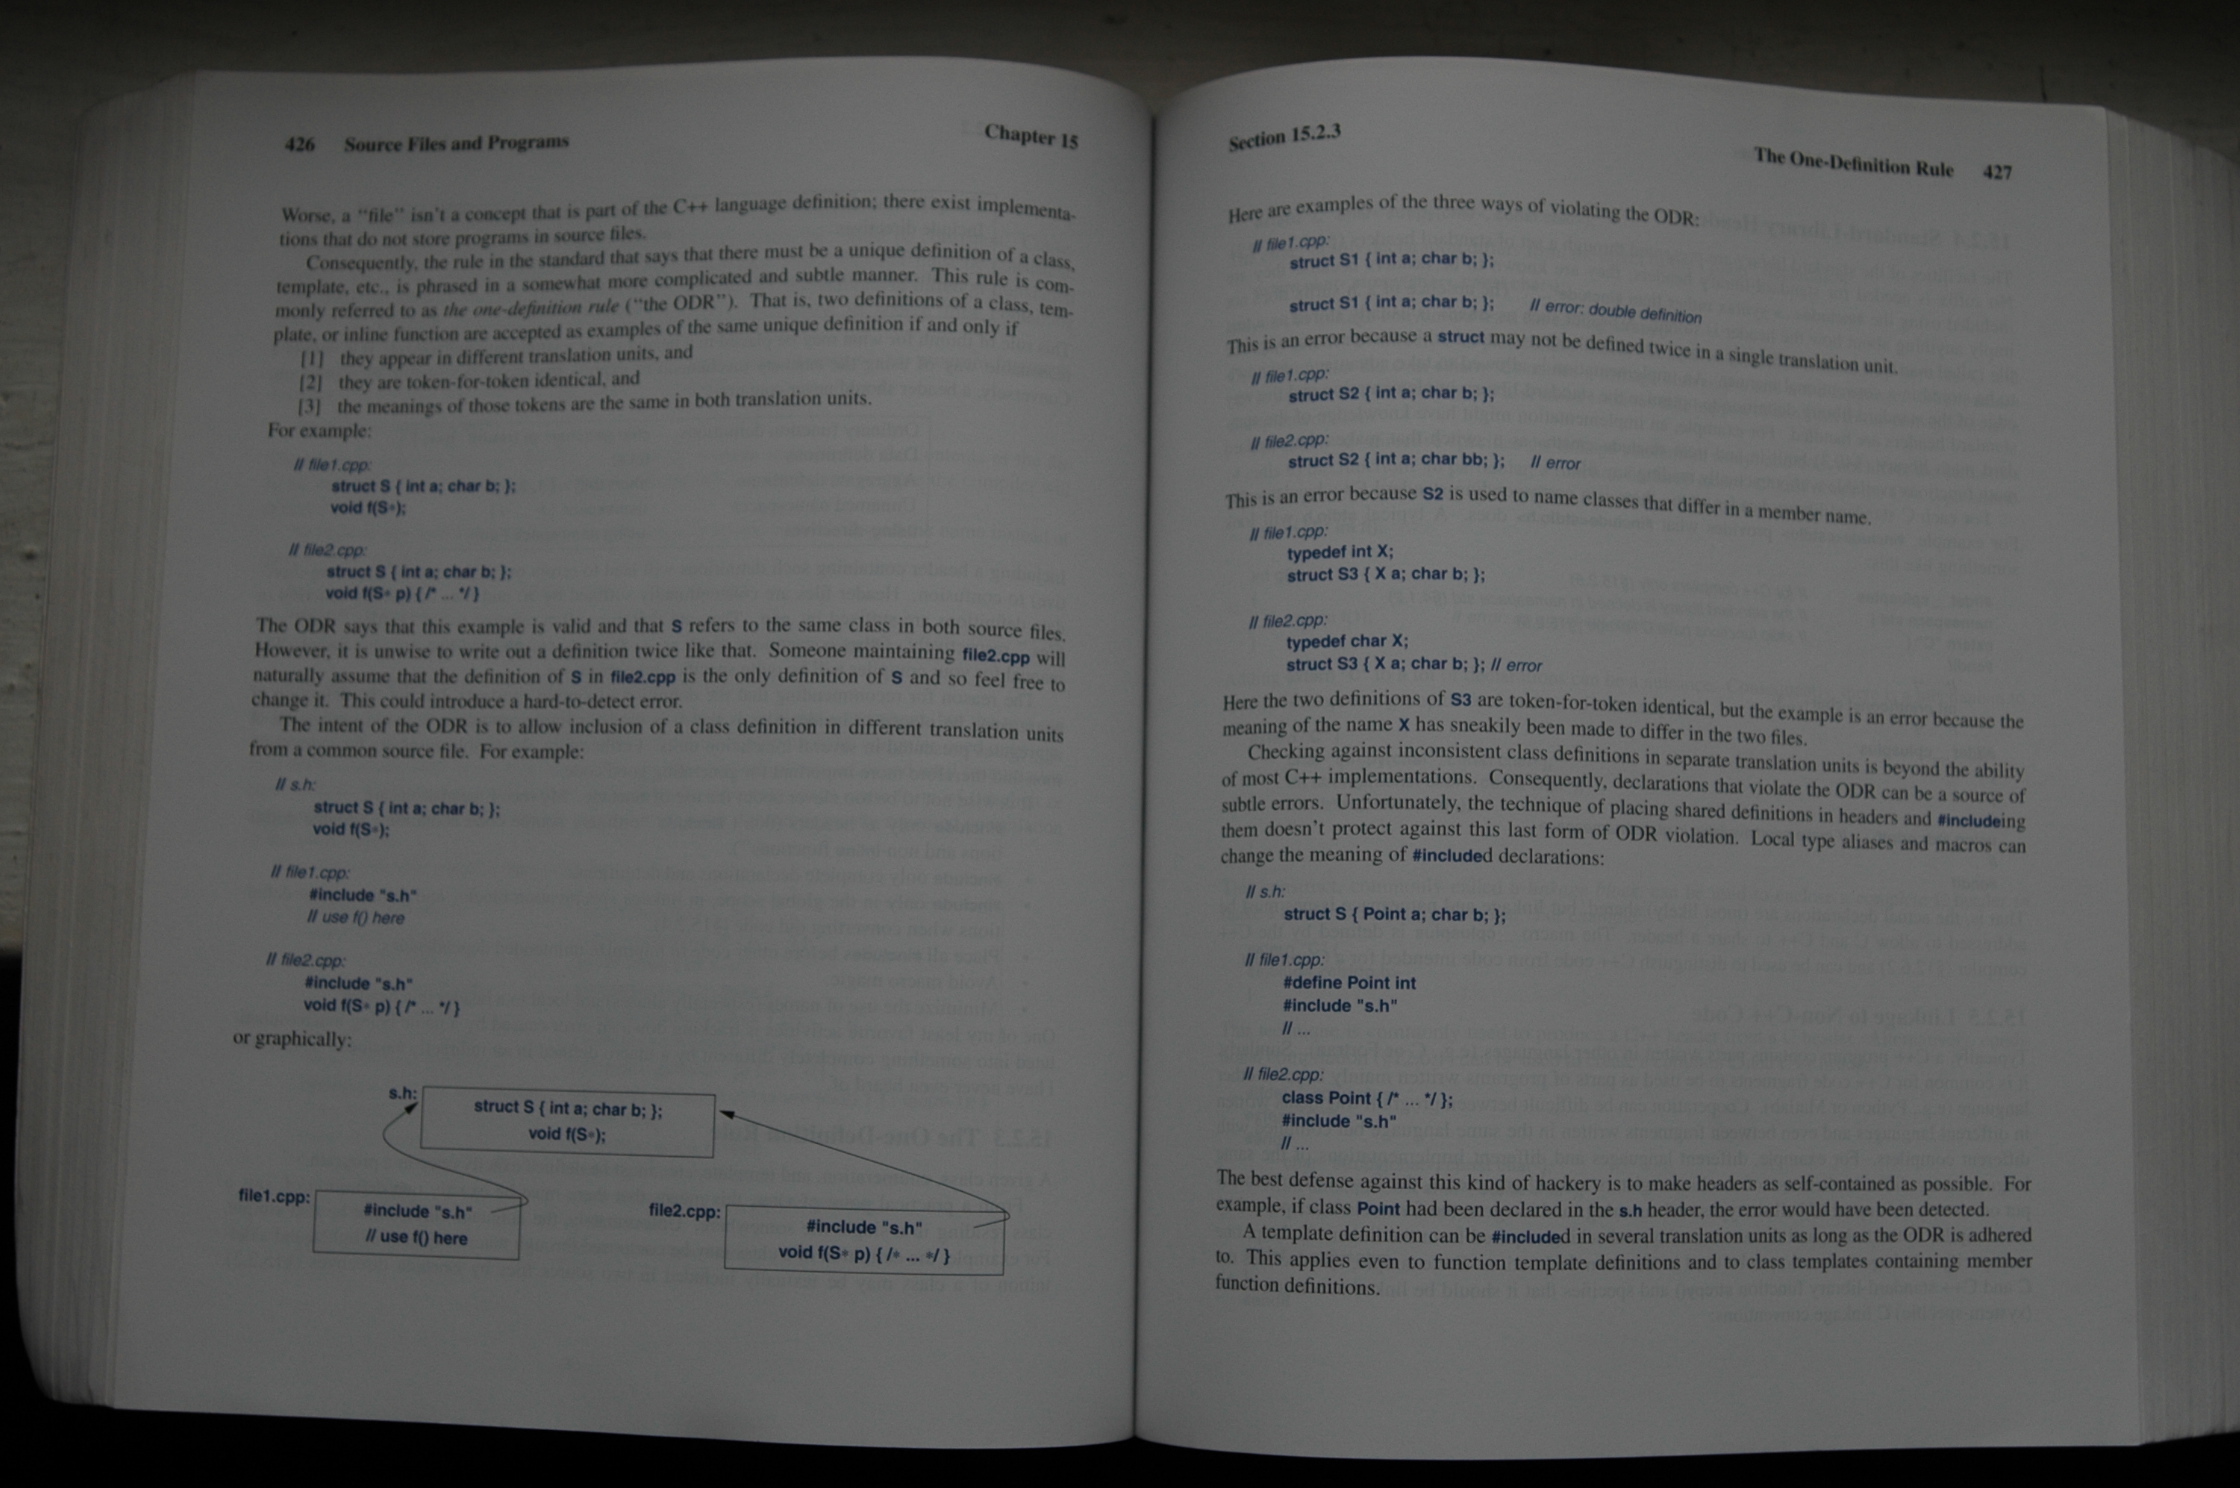 426 Source Files and Programs Chapter 15
Worse, a “file” isn’t a concept that is part of the C++ language definition; there exist implementa-
tions that do not store programs in source files.
Consequently, the rule in the standard that says that there must be a unique definition of a class,
template, etc., is phrased in a somewhat more complicated and subtle manner. This rule is com-
monly referred to as the one-definition rule (“the ODR”). That is, two definitions of a class, tem-
plate, or inline function are accepted as examples of the same unique definition if and only if
[1] they appear in different translation units, and
[2] they are token-for-token identical, and
[3] the meanings of those tokens are the same in both translation units.
For example:
// file1.cpp:
struct S { int a; char b; };
void f(S*);
// file2.cpp:
struct S { int a; char b; };
void f(S* p) { /* ... */ }
The ODR says that this example is valid and that S refers to the same class in both source files.
However, it is unwise to write out a definition twice like that. Someone maintaining file2.cpp will
naturally assume that the definition of S in file2.cpp is the only definition of S and so feel free to
change it. This could introduce a hard-to-detect error.
The intent of the ODR is to allow inclusion of a class definition in different translation units
from a common source file. For example:
// s.h:
struct S { int a; char b; };
void f(S*);
// file1.cpp:
#include "s.h"
// use f() here
// file2.cpp:
#include "s.h"
void f(S* p) { /* ... */ }
or graphically:
s.h:
struct S { int a; char b; };
void f(S*);
file1.cpp:
#include "s.h"
// use f() here
file2.cpp:
#include "s.h"
void f(S* p) { /* ... */ }
Section 15.2.3 The One-Definition Rule 427
Here are examples of the three ways of violating the ODR:
// file1.cpp:
struct S1 { int a; char b; };
struct S1 { int a; char b; }; // error: double definition
This is an error because a struct may not be defined twice in a single translation unit.
// file1.cpp:
struct S2 { int a; char b; };
// file2.cpp:
struct S2 { int a; char bb; }; // error
This is an error because S2 is used to name classes that differ in a member name.
// file1.cpp:
typedef int X;
struct S3 { X a; char b; };
// file2.cpp:
typedef char X;
struct S3 { X a; char b; }; // error
Here the two definitions of S3 are token-for-token identical, but the example is an error because the
meaning of the name X has sneakily been made to differ in the two files.
Checking against inconsistent class definitions in separate translation units is beyond the ability
of most C++ implementations. Consequently, declarations that violate the ODR can be a source of
subtle errors. Unfortunately, the technique of placing shared definitions in headers and #includeing
them doesn’t protect against this last form of ODR violation. Local type aliases and macros can
change the meaning of #included declarations:
// s.h:
struct S { Point a; char b; };
// file1.cpp:
#define Point int
#include "s.h"
// ...
// file2.cpp:
class Point { /* ... */ };
#include "s.h"
// ...
The best defense against this kind of hackery is to make headers as self-contained as possible. For
example, if class Point had been declared in the s.h header, the error would have been detected.
A template definition can be #included in several translation units as long as the ODR is adhered
to. This applies even to function template definitions and to class templates containing member
function definitions.